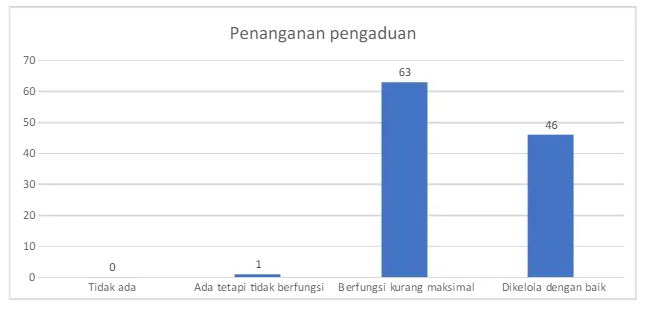 Penanganan pengaduan
70
60
50
40
30
20
10
0
0
1
63
46
Tidak ada
Ada tetapi tidak berfungsi
Berfungsi kurang maksimal
Dikelola dengan baik